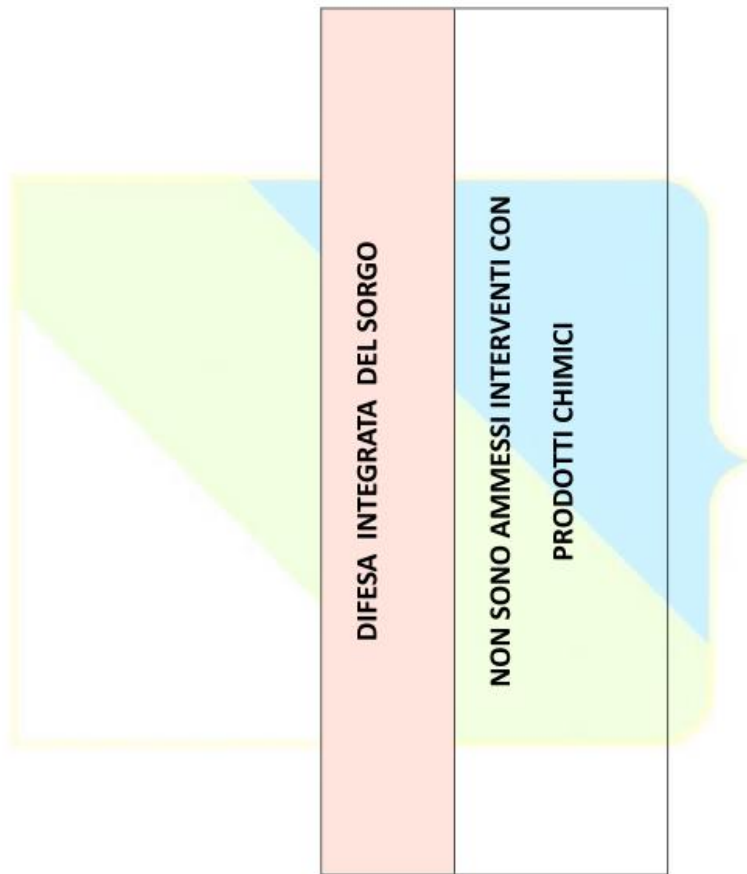 DIFESA INTEGRATA DEL SORGO
NON SONO AMMESSI INTERVENTI CON
PRODOTTI CHIMICI